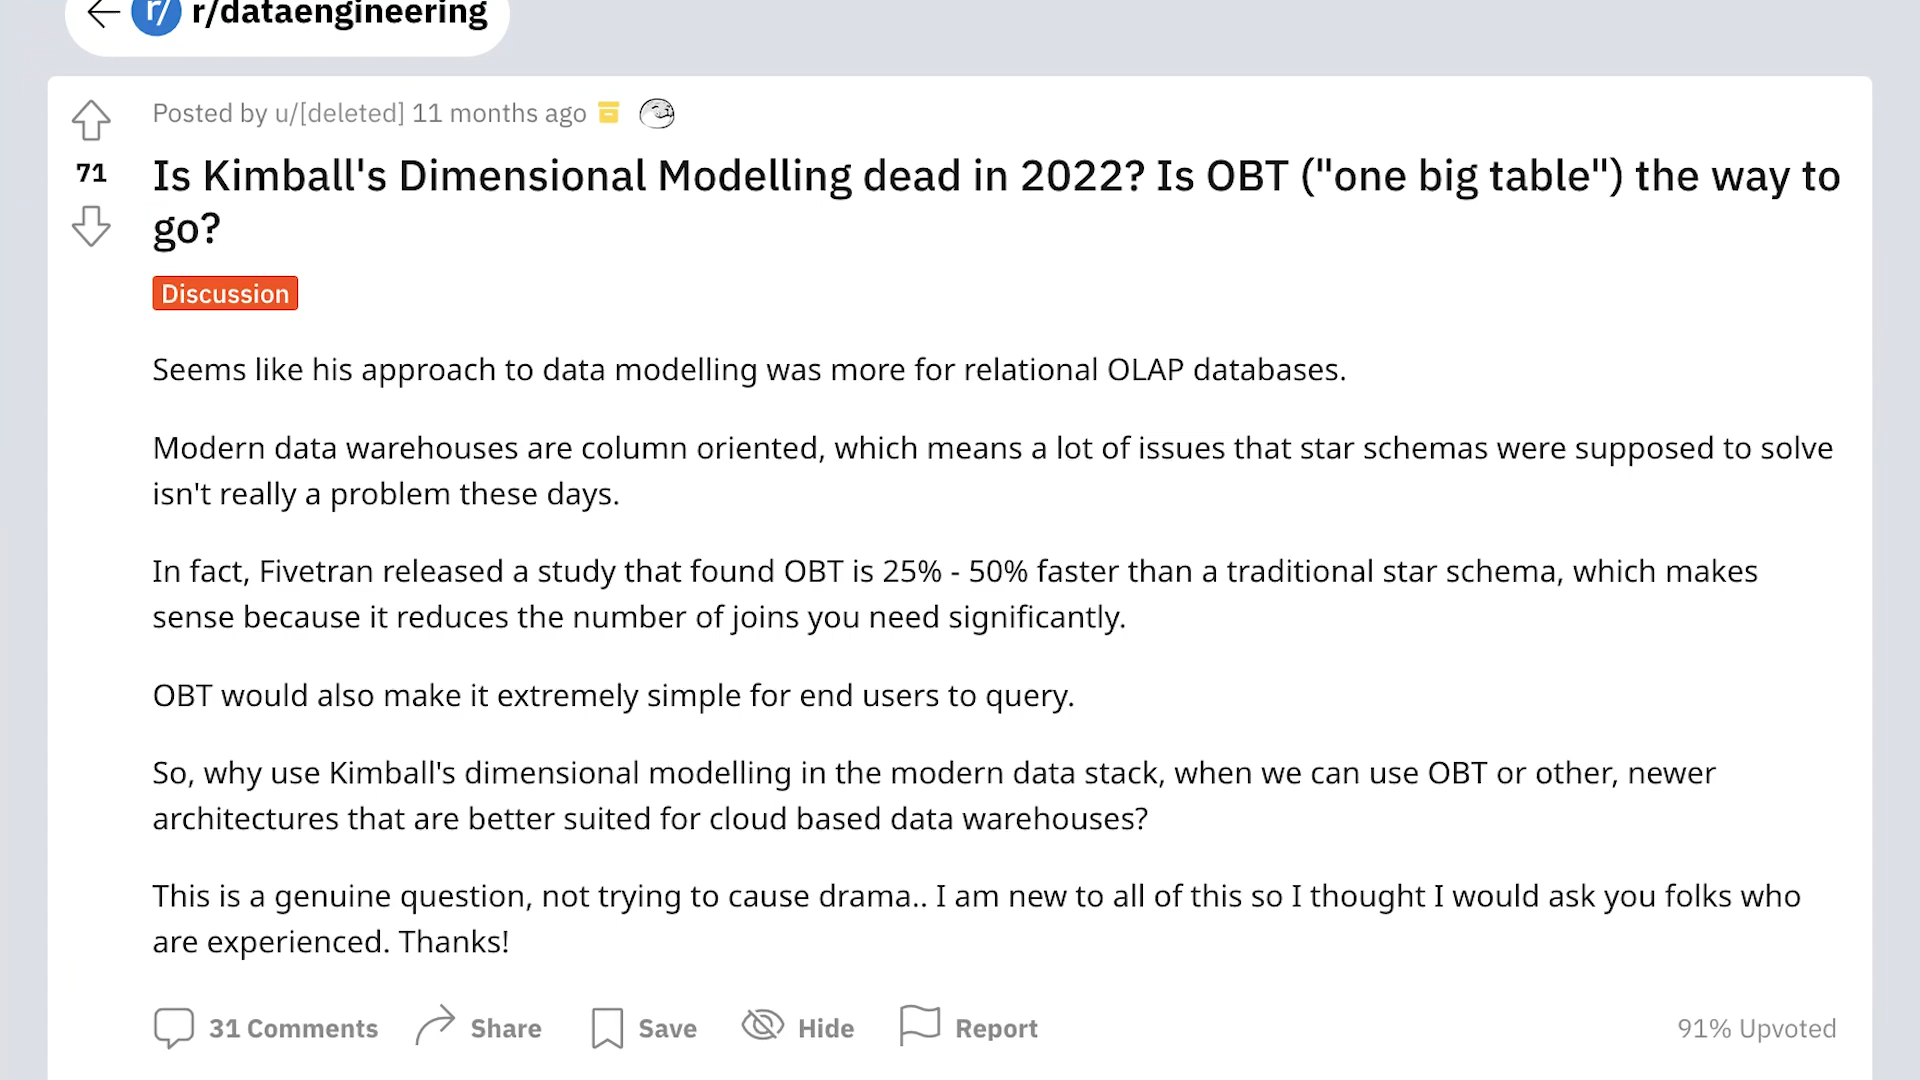 r/ r/dataengineering
Posted by u/[deleted] 11 months ago
71
Is Kimball's Dimensional Modelling dead in 2022? Is OBT ("one big table") the way to
go?
Discussion
Seems like his approach to data modelling was more for relational OLAP databases.
Modern data warehouses are column oriented, which means a lot of issues that star schemas were supposed to solve
isn't really a problem these days.
In fact, Fivetran released a study that found OBT is 25% - 50% faster than a traditional star schema, which makes
sense because it reduces the number of joins you need significantly.
OBT would also make it extremely simple for end users to query.
So, why use Kimball's dimensional modelling in the modern data stack, when we can use OBT or other, newer
architectures that are better suited for cloud based data warehouses?
This is a genuine question, not trying to cause drama.. I am new to all of this so I thought I would ask you folks who
are experienced. Thanks!
31 Comments Share Save Hide Report 91% Upvoted